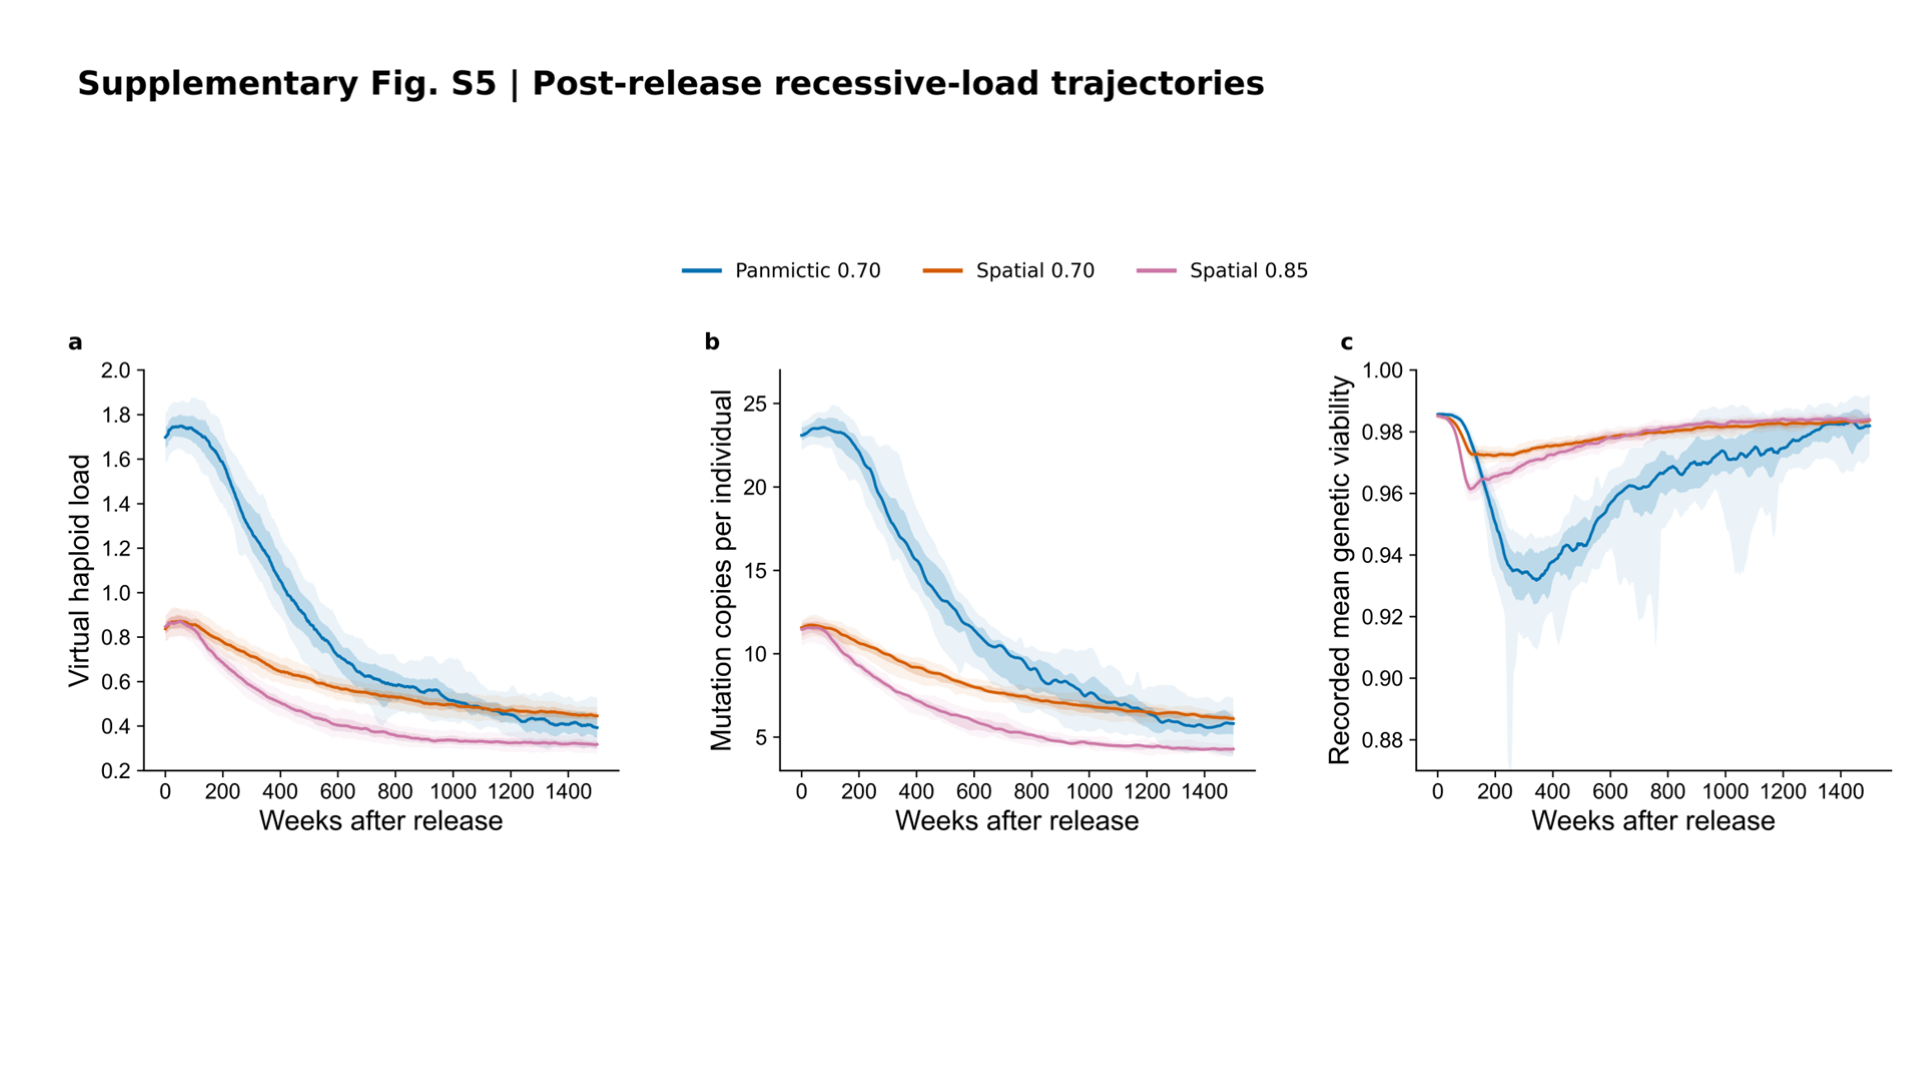 Supplementary Fig. S5 | Post-release recessive-load trajectories
Panmictic 0.70 Spatial 0.70 Spatial 0.85
a
Virtual haploid load
2.0
1.8
1.6
1.4
1.2
1.0
0.8
0.6
0.4
0.2
0 200 400 600 800 1000 1200 1400
Weeks after release
b
Mutation copies per individual
25
20
15
10
5
0 200 400 600 800 1000 1200 1400
Weeks after release
c
Recorded mean genetic viability
1.00
0.98
0.96
0.94
0.92
0.90
0.88
0 200 400 600 800 1000 1200 1400
Weeks after release